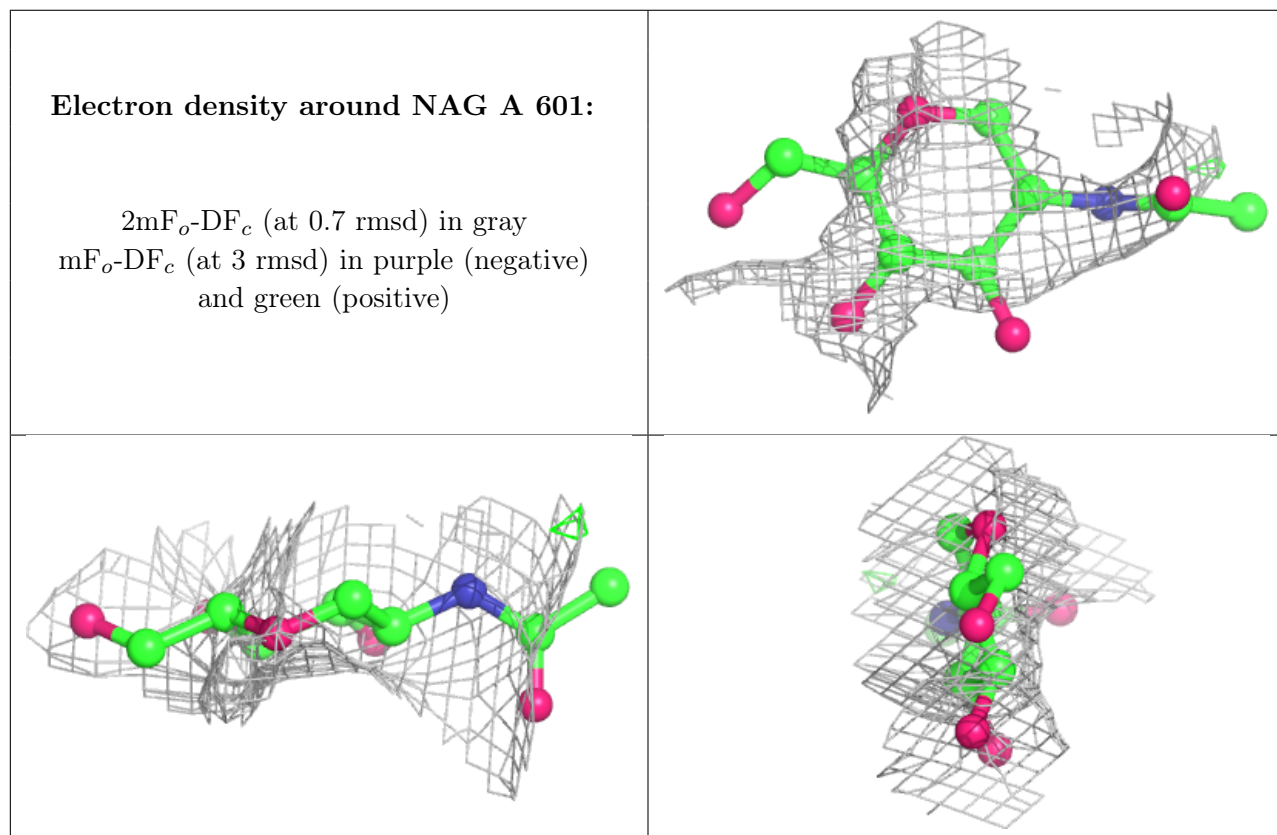 Electron density around NAG A 601:
2mFo-DFc (at 0.7 rmsd) in gray
mFo-DFc (at 3 rmsd) in purple (negative)
and green (positive)